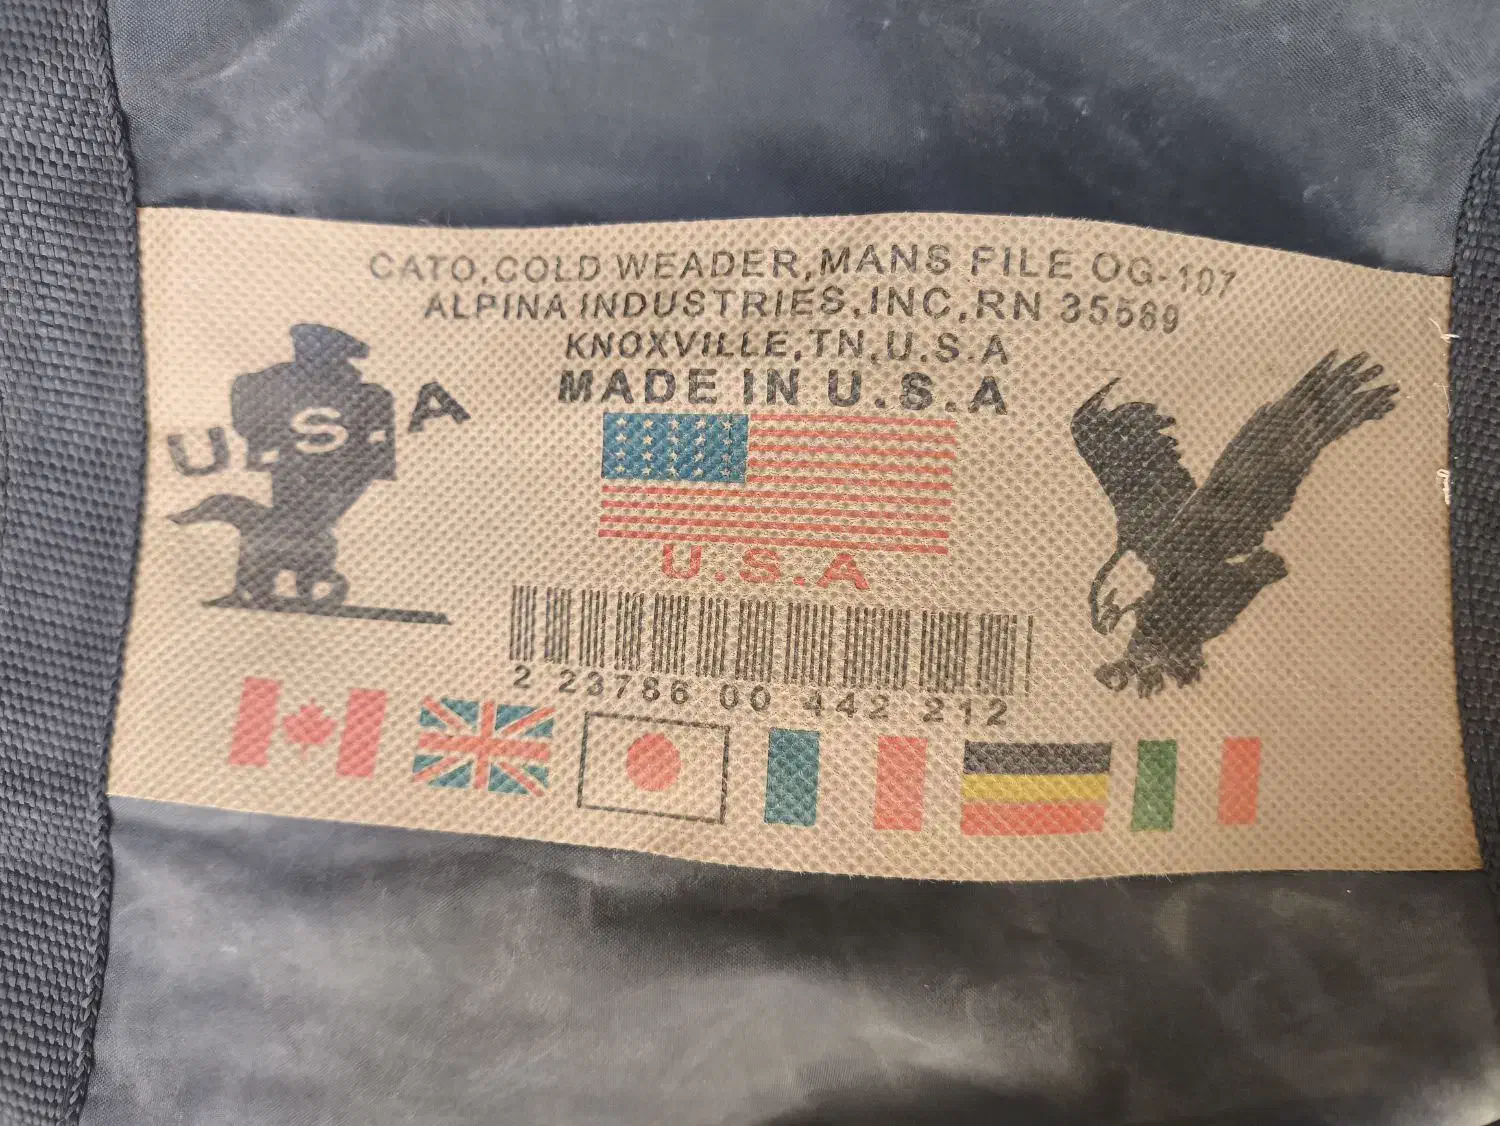 CATO,COLD WEADER,MANS FILE OG-107
ALPINA INDUSTRIES,INC,RN 35589
KNOXVILLE,TN,U.S.A
MADE IN U.S.A
U.S.A
U.S.A
2 23786 00 442 212